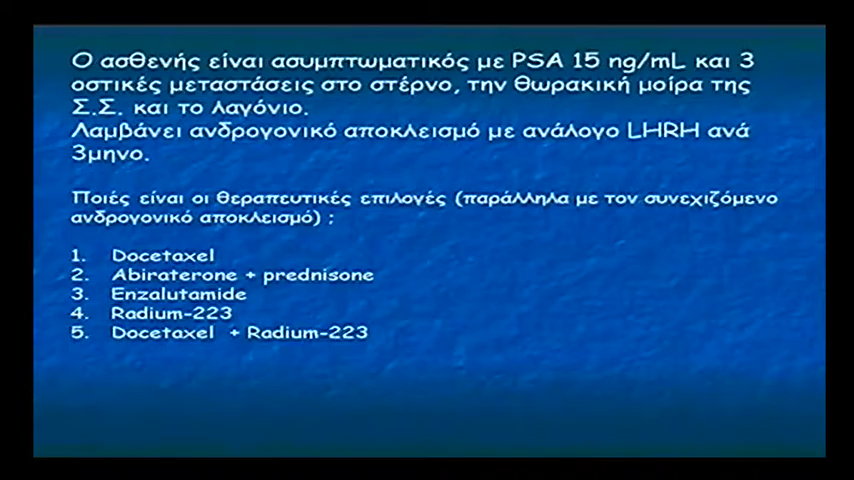 Ο ασθενής είναι ασυμπτωματικός με PSA 15 ng/mL και 3
οστικές μεταστάσεις στο στέρνο, την θωρακική μοίρα της
Σ.Σ. και το λαγόνιο.
Λαμβάνει ανδρογονικό αποκλεισμό με ανάλογο LHRH ανά
3μηνο.
Ποιές είναι οι θεραπευτικές επιλογές (παράλληλα με τον συνεχιζόμενο
ανδρογονικό αποκλεισμό) ;
1. Docetaxel
2. Abiraterone + prednisone
3. Enzalutamide
4. Radium-223
5. Docetaxel + Radium-223